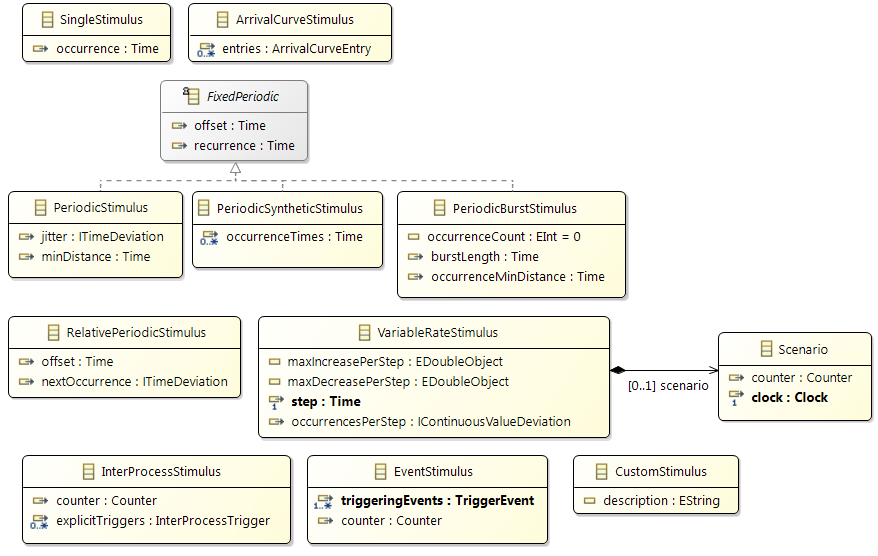 SingleStimulus
occurrence : Time
ArrivalCurveStimulus
0..*
entries : ArrivalCurveEntry
FixedPeriodic
offset : Time
recurrence : Time
PeriodicStimulus
jitter : ITimeDeviation
minDistance : Time
PeriodicSyntheticStimulus
0..*
occurrenceTimes : Time
PeriodicBurstStimulus
occurrenceCount : EInt = 0
burstLength : Time
occurrenceMinDistance : Time
RelativePeriodicStimulus
offset : Time
nextOccurrence : ITimeDeviation
VariableRateStimulus
maxIncreasePerStep : EDoubleObject
maxDecreasePerStep : EDoubleObject
1
step : Time
occurrencesPerStep : IContinuousValueDeviation
[0..1] scenario
Scenario
counter : Counter
1
clock : Clock
InterProcessStimulus
counter : Counter
0..*
explicitTriggers : InterProcessTrigger
EventStimulus
1..*
triggeringEvents : TriggerEvent
counter : Counter
CustomStimulus
description : EString